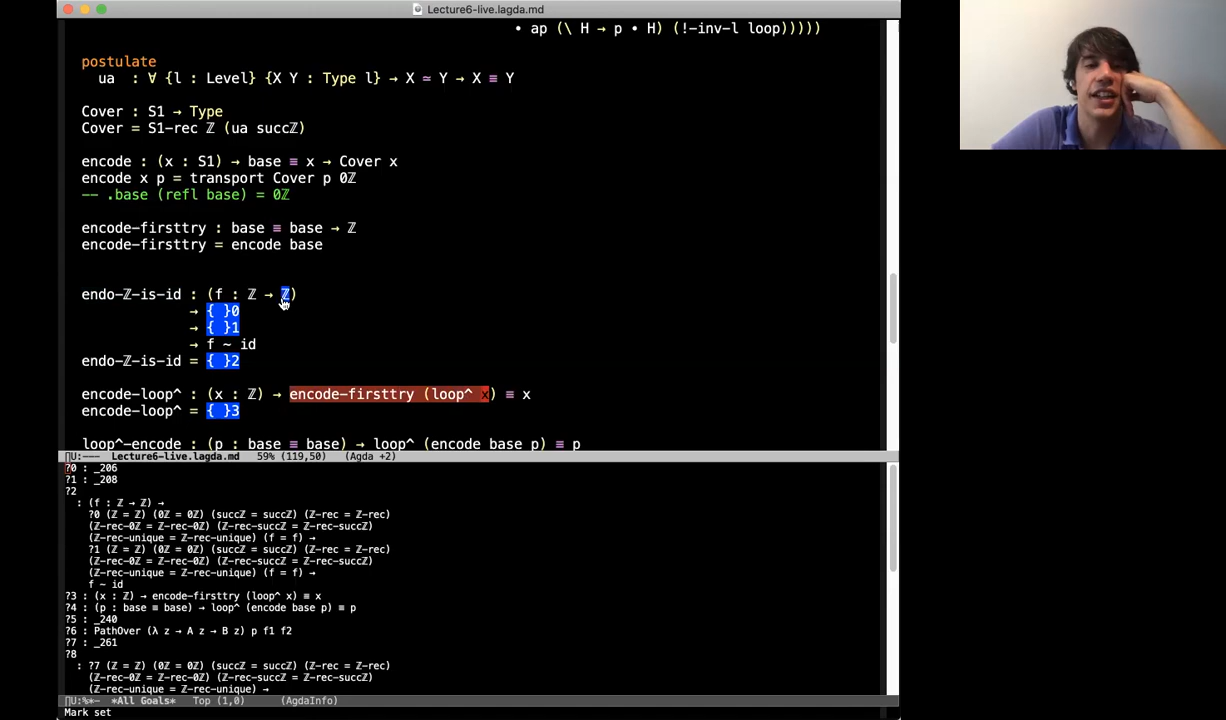 Lecture6-live.lagda.md
• ap (\ H → p • H) (!-inv-l loop)))))
postulate
ua : ∀ {l : Level} {X Y : Type l} → X ≃ Y → X ≡ Y
Cover : S1 → Type
Cover = S1-rec ℤ (ua succℤ)
encode : (x : S1) → base ≡ x → Cover x
encode x p = transport Cover p 0ℤ
-- .base (refl base) = 0ℤ
encode-firsttry : base ≡ base → ℤ
encode-firsttry = encode base
endo-ℤ-is-id : (f : ℤ → ℤ)
→ { }0
→ { }1
→ f ~ id
endo-ℤ-is-id = { }2
encode-loop^ : (x : ℤ) → encode-firsttry (loop^ x) ≡ x
encode-loop^ = { }3
loop^-encode : (p : base ≡ base) → loop^ (encode base p) ≡ p
U:--- Lecture6-live.lagda.md 59% (119,50) (Agda +2)
?0 : _206
?1 : _208
?2
: (f : ℤ → ℤ) →
?0 (ℤ = ℤ) (0ℤ = 0ℤ) (succℤ = succℤ) (ℤ-rec = ℤ-rec)
(ℤ-rec-0ℤ = ℤ-rec-0ℤ) (ℤ-rec-succℤ = ℤ-rec-succℤ)
(ℤ-rec-unique = ℤ-rec-unique) (f = f) →
?1 (ℤ = ℤ) (0ℤ = 0ℤ) (succℤ = succℤ) (ℤ-rec = ℤ-rec)
(ℤ-rec-0ℤ = ℤ-rec-0ℤ) (ℤ-rec-succℤ = ℤ-rec-succℤ)
(ℤ-rec-unique = ℤ-rec-unique) (f = f) →
f ~ id
?3 : (x : ℤ) → encode-firsttry (loop^ x) ≡ x
?4 : (p : base ≡ base) → loop^ (encode base p) ≡ p
?5 : _240
?6 : PathOver (λ z → A z → B z) p f1 f2
?7 : _261
?8
: ?7 (ℤ = ℤ) (0ℤ = 0ℤ) (succℤ = succℤ) (ℤ-rec = ℤ-rec)
(ℤ-rec-0ℤ = ℤ-rec-0ℤ) (ℤ-rec-succℤ = ℤ-rec-succℤ)
(ℤ-rec-unique = ℤ-rec-unique) →
U:%*- *All Goals* Top (1,0) (AgdaInfo)
Mark set